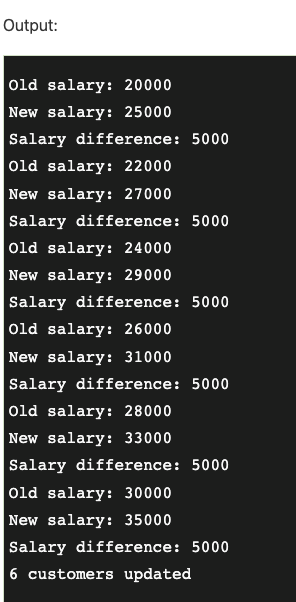 Output:
Old salary: 20000
New salary: 25000
Salary difference: 5000
Old salary: 22000
New salary: 27000
Salary difference: 5000
Old salary: 24000
New salary: 29000
Salary difference: 5000
Old salary: 26000
New salary: 31000
Salary difference: 5000
Old salary: 28000
New salary: 33000
Salary difference: 5000
Old salary: 30000
New salary: 35000
Salary difference: 5000
6 customers updated